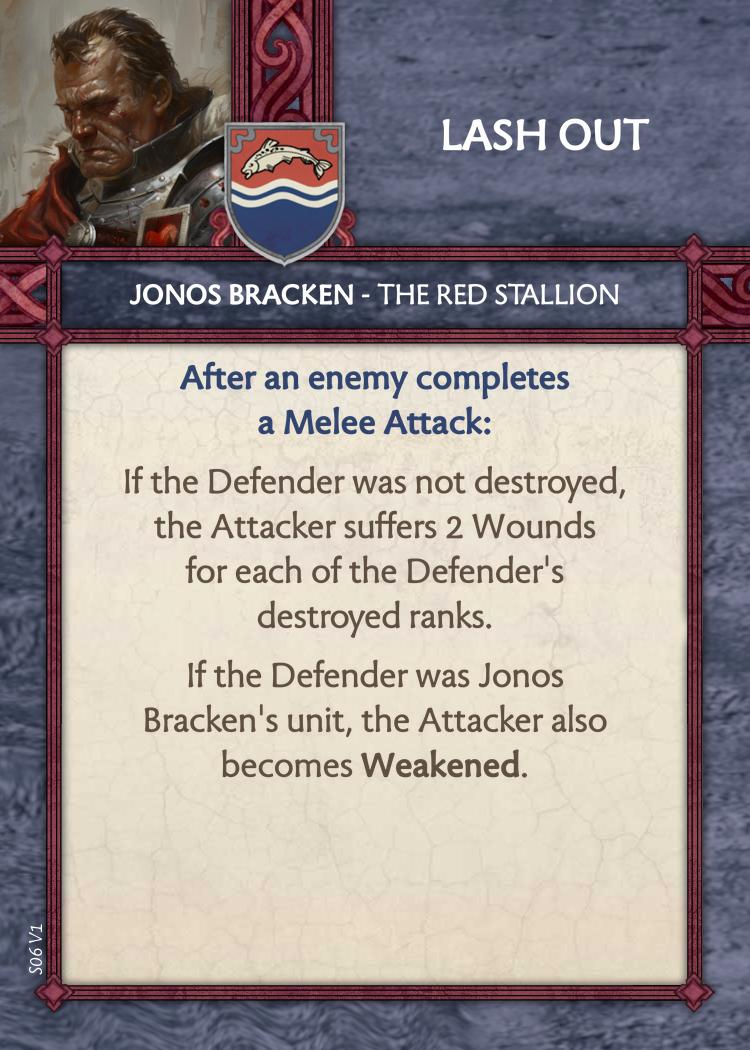 LASH OUT
JONOS BRACKEN - THE RED STALLION
After an enemy completes
a Melee Attack:
If the Defender was not destroyed,
the Attacker suffers 2 Wounds
for each of the Defender's
destroyed ranks.
If the Defender was Jonos
Bracken's unit, the Attacker also
becomes Weakened.
S06 V1